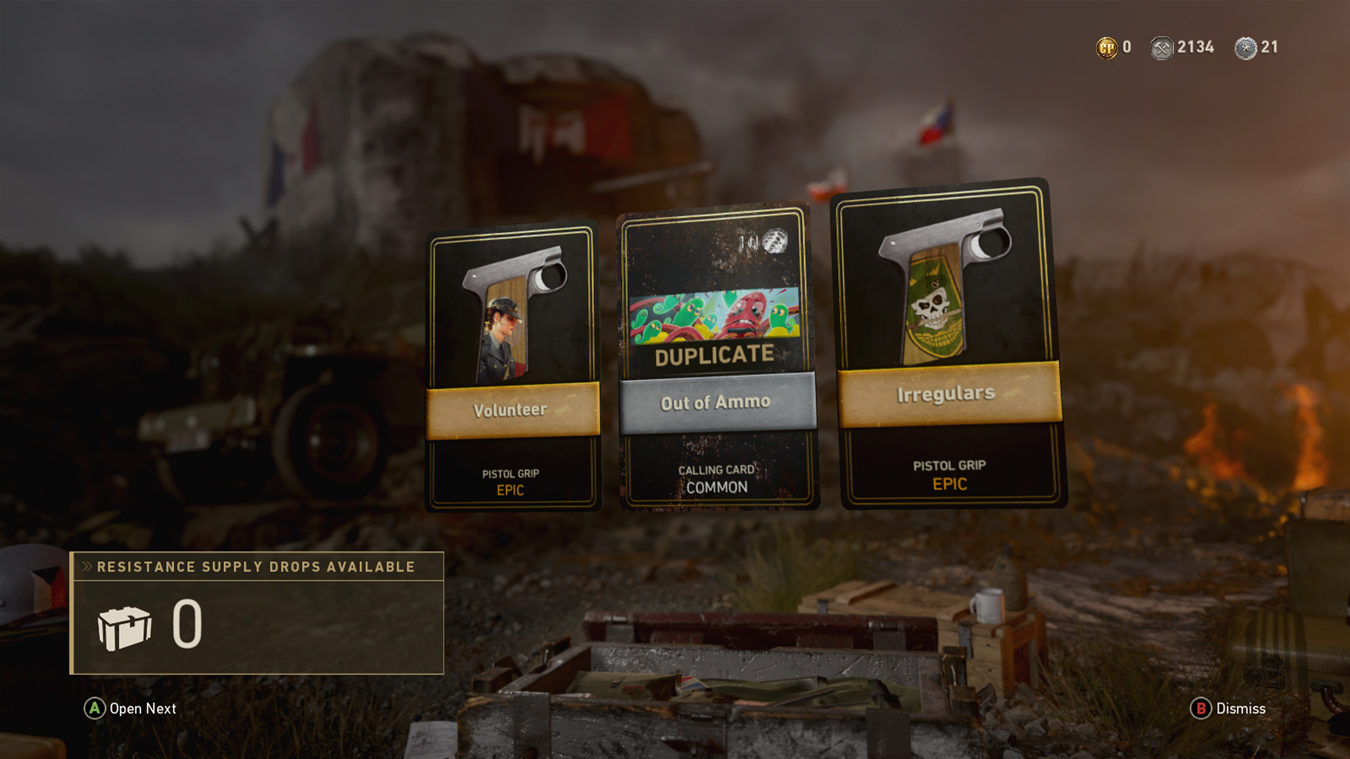 CP 0 2134 21
10
DUPLICATE
Volunteer
Out of Ammo
Irregulars
PISTOL GRIP
EPIC
CALLING CARD
COMMON
PISTOL GRIP
EPIC
RESISTANCE SUPPLY DROPS AVAILABLE
0
A Open Next
B Dismiss